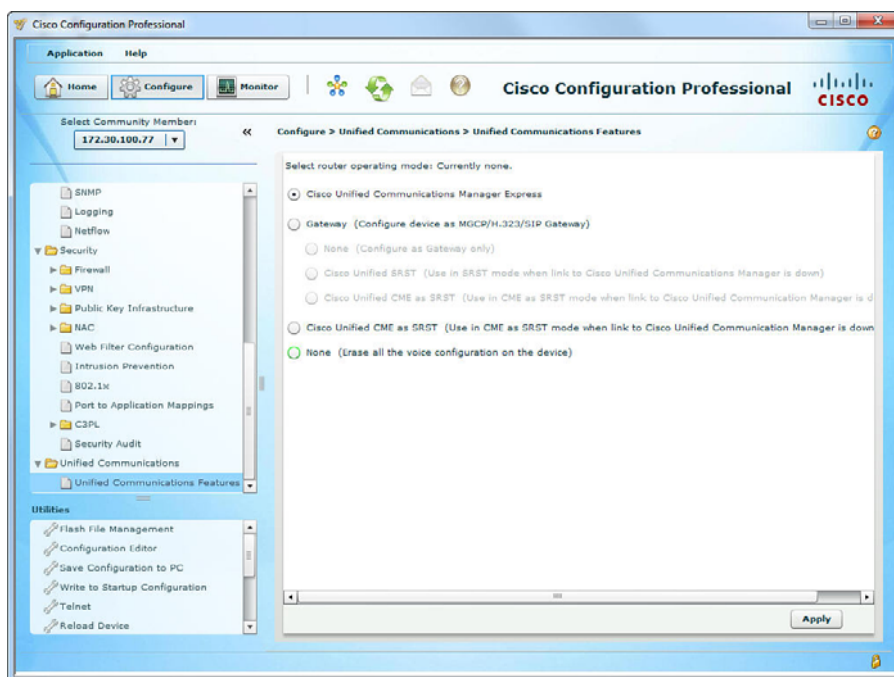 Cisco Configuration Professional
Application Help
Home Configure Monitor
Cisco Configuration Professional
CISCO
Select Community Member:
172.30.100.77
Configure > Unified Communications > Unified Communications Features
SNMP
Logging
Netflow
Security
Firewall
VPN
Public Key Infrastructure
NAC
Web Filter Configuration
Intrusion Prevention
802.1x
Port to Application Mappings
C3PL
Security Audit
Unified Communications
Unified Communications Features
Utilities
Flash File Management
Configuration Editor
Save Configuration to PC
Write to Startup Configuration
Telnet
Reload Device
Select router operating mode: Currently none.
Cisco Unified Communications Manager Express
Gateway (Configure device as MGCP/H.323/SIP Gateway)
None (Configure as Gateway only)
Cisco Unified SRST (Use in SRST mode when link to Cisco Unified Communications Manager is down)
Cisco Unified CME as SRST (Use in CME as SRST mode when link to Cisco Unified Communication Manager is d
Cisco Unified CME as SRST (Use in CME as SRST mode when link to Cisco Unified Communication Manager is down
None (Erase all the voice configuration on the device)
Apply